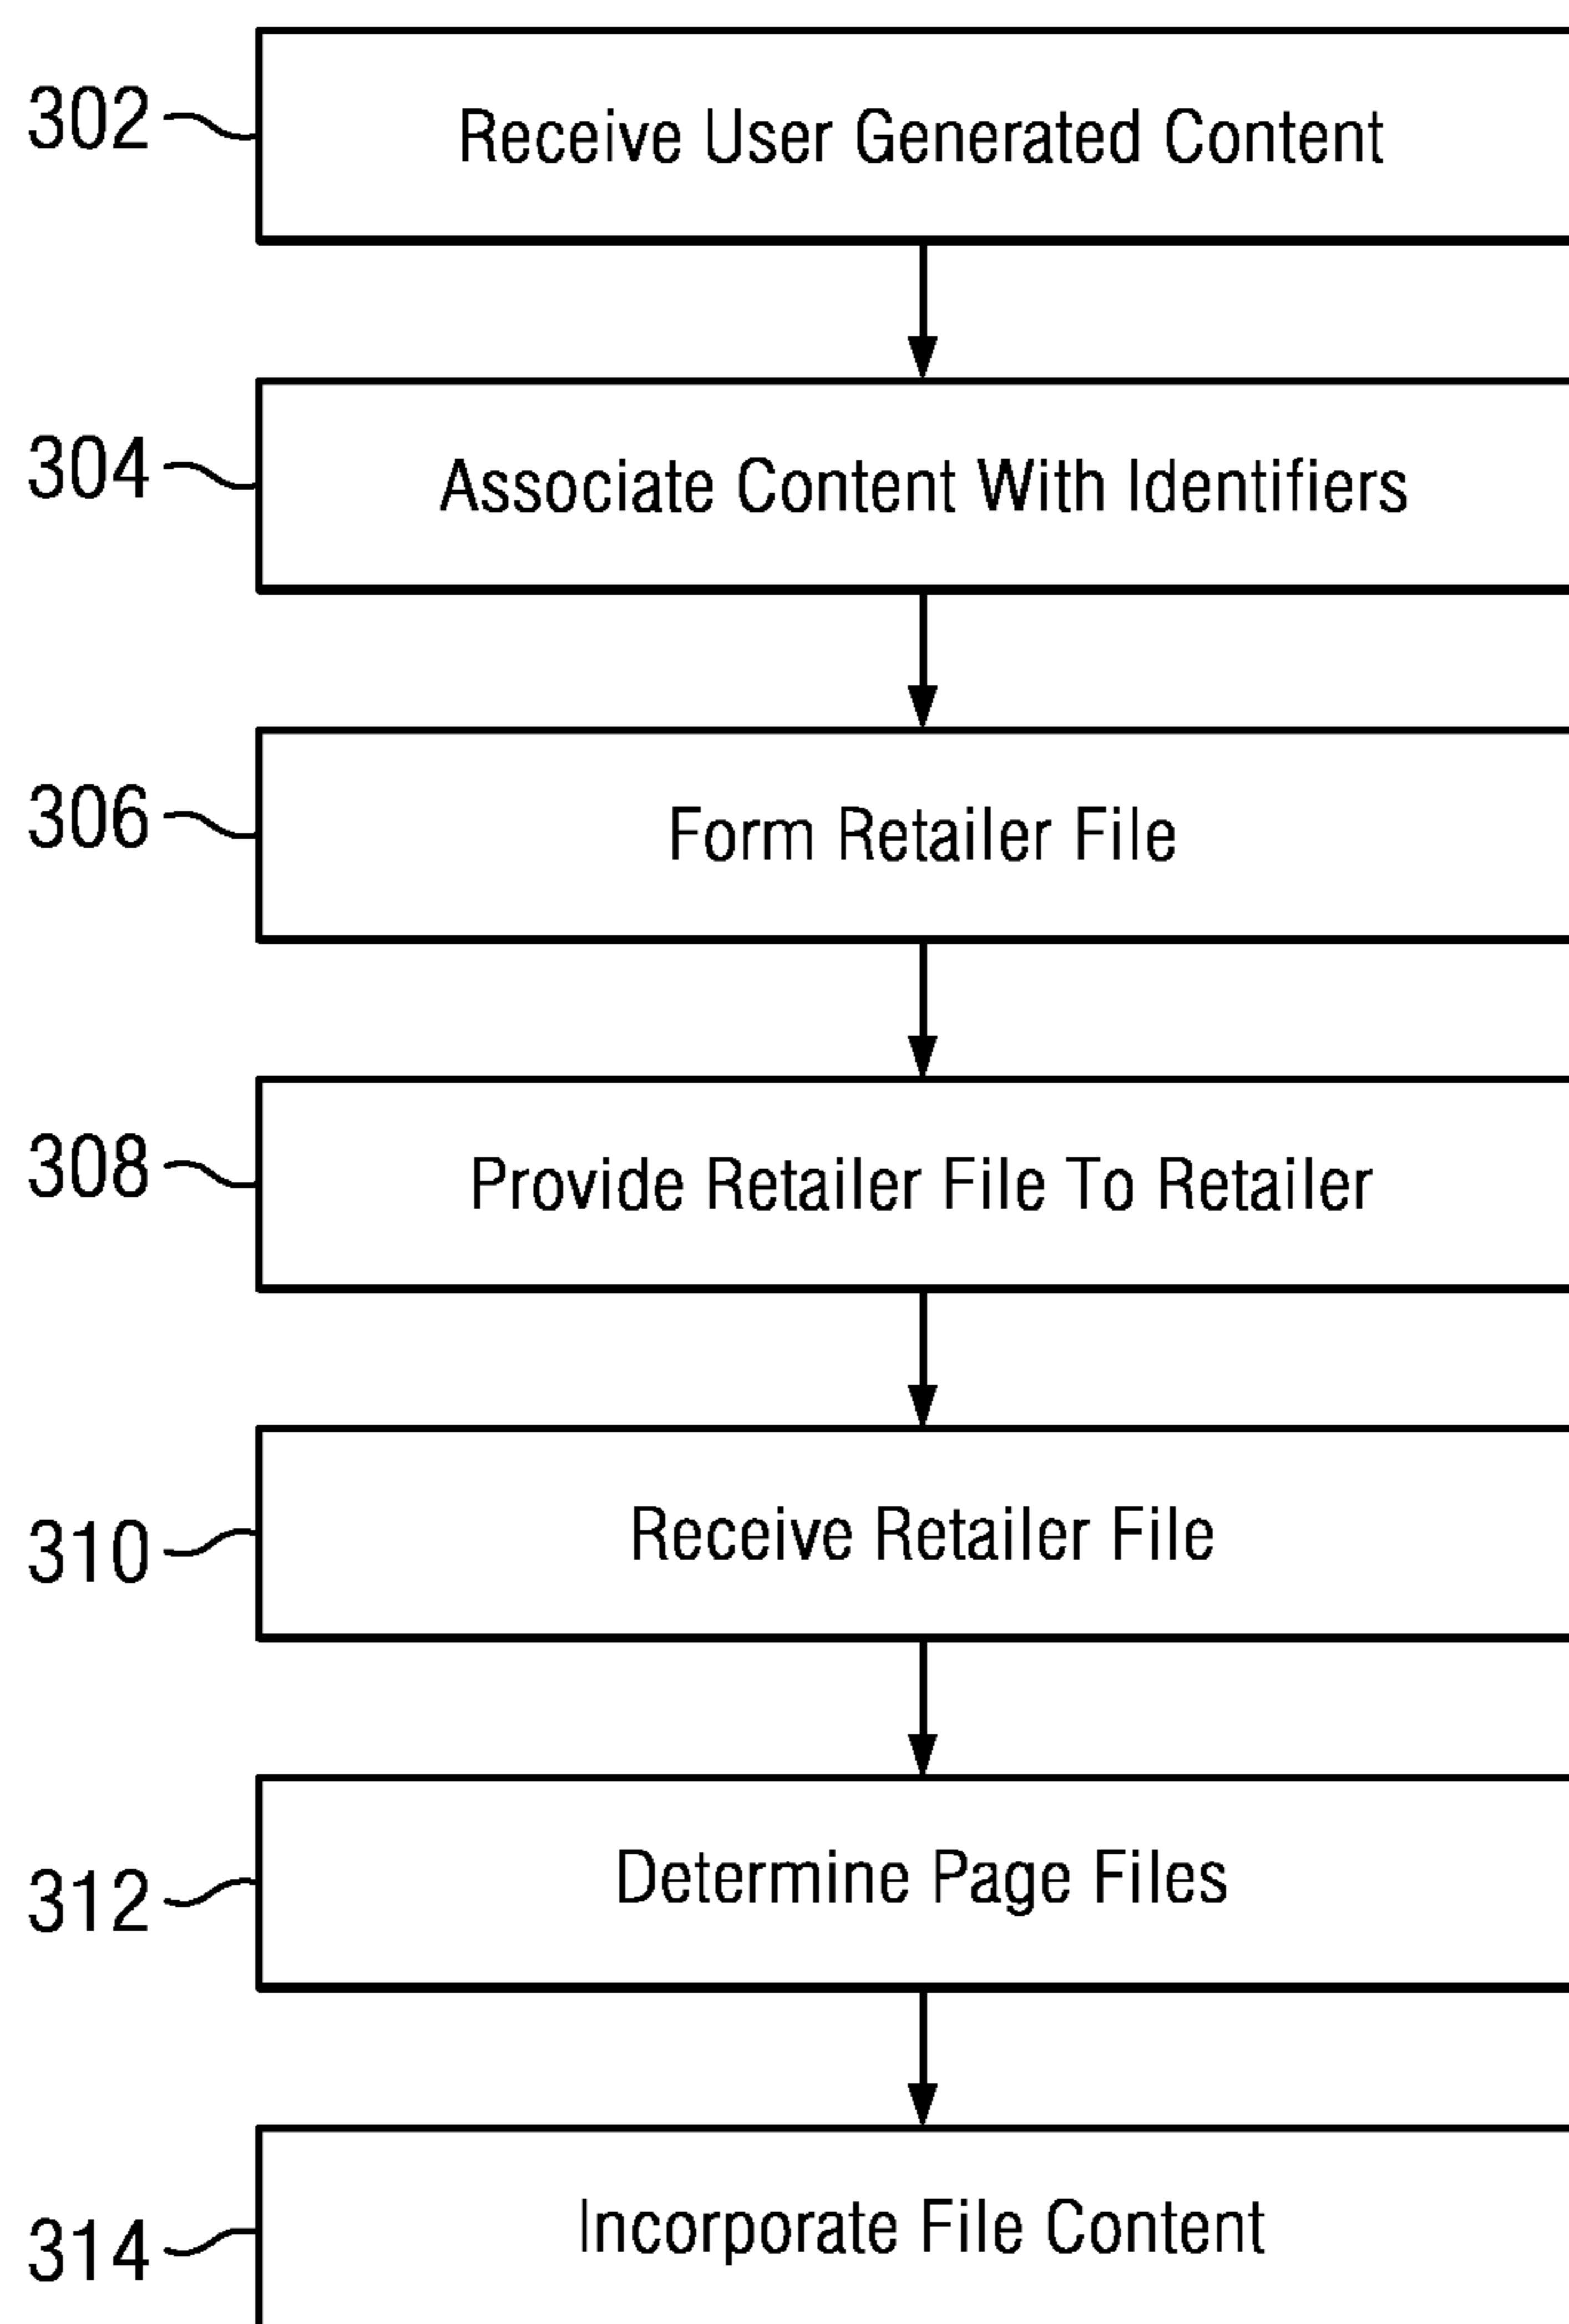 302 Receive User Generated Content
304 Associate Content With Identifiers
306 Form Retailer File
308 Provide Retailer File To Retailer
310 Receive Retailer File
312 Determine Page Files
314 Incorporate File Content